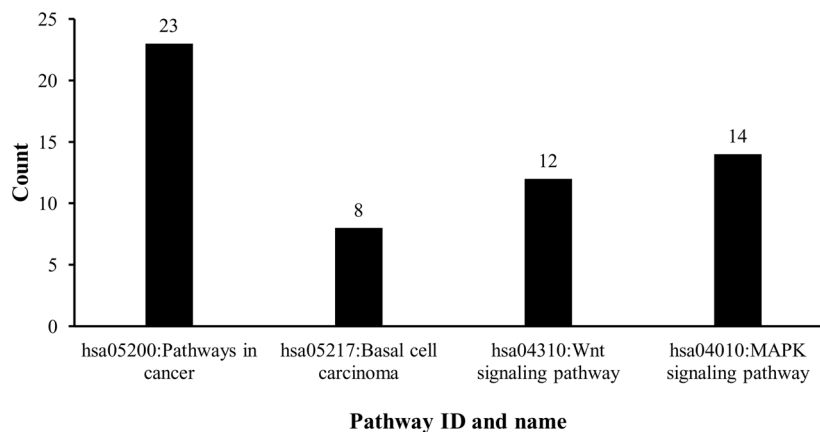 25
20
15
10
5
0
Count
23
8
12
14
hsa05200:Pathways in
cancer
hsa05217:Basal cell
carcinoma
hsa04310:Wnt
signaling pathway
hsa04010:MAPK
signaling pathway
Pathway ID and name